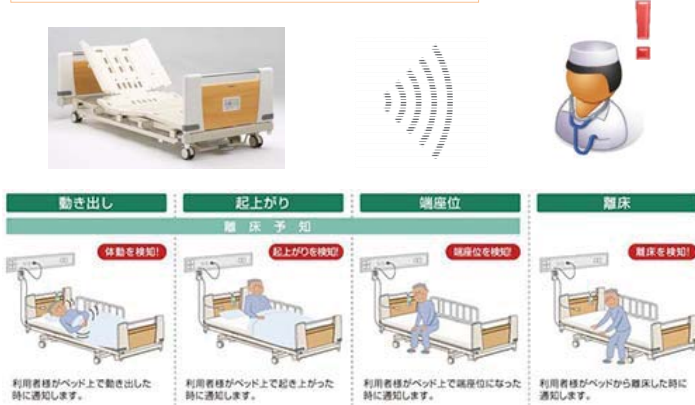 動き出し
起上がり
端座位
離床
離床予知
体動を検知!
起上がりを検知!
端座位を検知!
離床を検知!
利用者様がベッド上で動き出した
時に通知します。
利用者様がベッド上で起き上がった
時に通知します。
利用者様がベッド上で端座位になった
時に通知します。
利用者様がベッドから離床した時に
通知します。